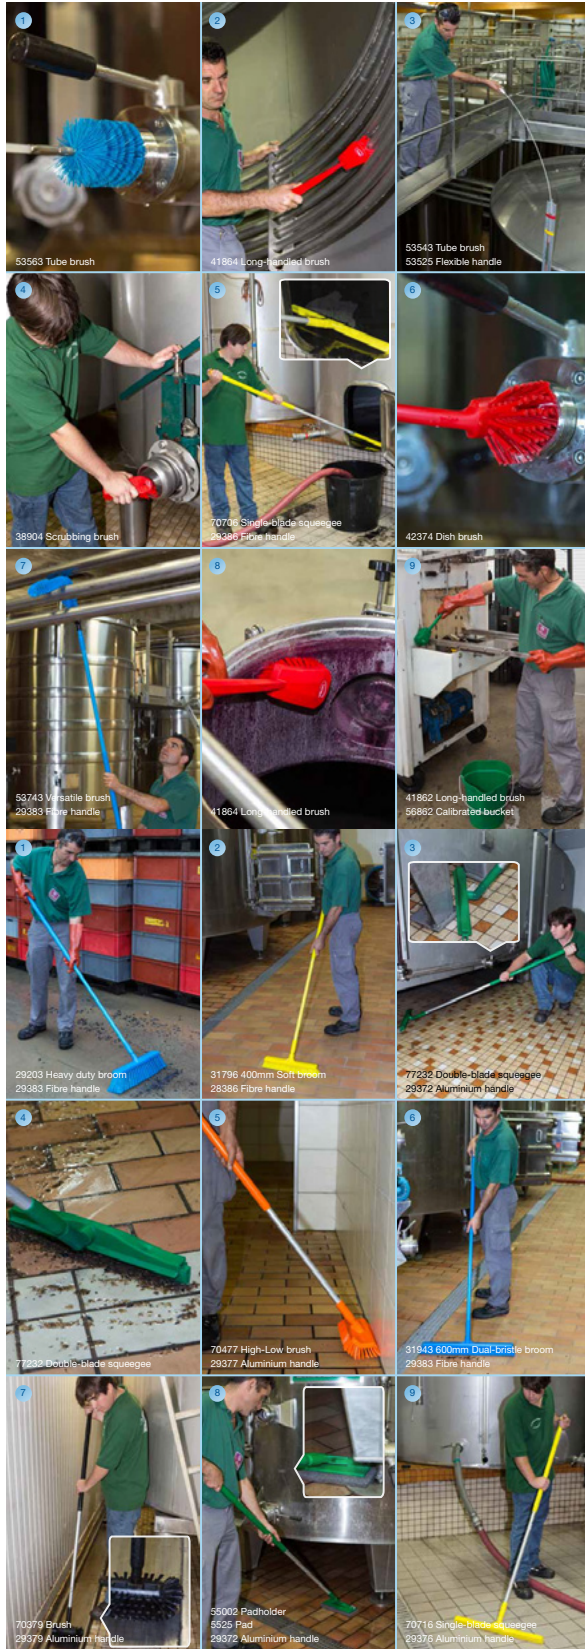 1
53563 Tube brush
2
41864 Long-handled brush
3
53543 Tube brush
53525 Flexible handle
4
38904 Scrubbing brush
5
70706 Single-blade squeegee
29386 Fibre handle
6
42374 Dish brush
7
53743 Versatile brush
29383 Fibre handle
8
41864 Long-handled brush
9
41862 Long-handled brush
56862 Calibrated bucket
1
29203 Heavy duty broom
29383 Fibre handle
2
31796 400mm Soft broom
28386 Fibre handle
3
77232 Double-blade squeegee
29372 Aluminium handle
4
77232 Double-blade squeegee
5
70477 High-Low brush
29377 Aluminium handle
6
31943 600mm Dual-bristle broom
29383 Fibre handle
7
70379 Brush
29379 Aluminium handle
8
55002 Padholder
5525 Pad
29372 Aluminium handle
9
70716 Single-blade squeegee
29376 Aluminium handle